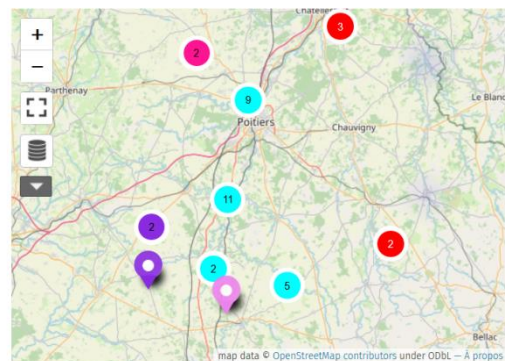 Chatelle
3
+
2
−
Parthenay
9
Le Blanc
Poitiers
Chauvigny
11
2
2
2
5
Bellac
map data © OpenStreetMap contributors under ODbL — À propos